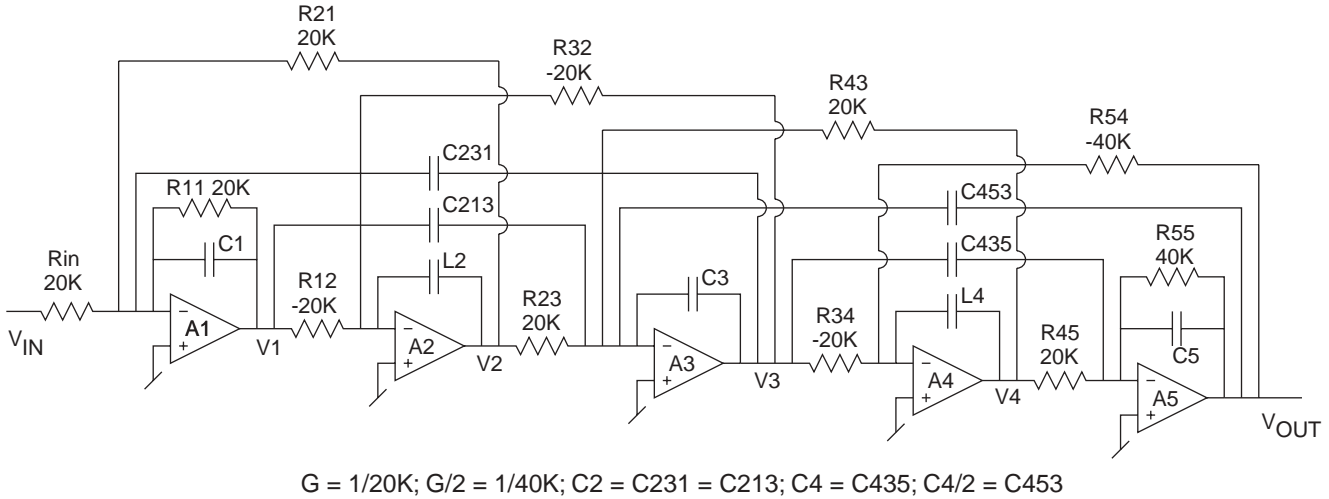 R21
20K
R32
-20K
R43
20K
R54
-40K
C231
R11 20K
C213
C453
C1
C435
R55
40K
Rin
20K
L2
R12
-20K
C3
R23
20K
L4
R34
-20K
R45
20K
C5
VIN
A1
V1
A2
V2
A3
V3
A4
V4
A5
VOUT
G = 1/20K; G/2 = 1/40K; C2 = C231 = C213; C4 = C435; C4/2 = C453